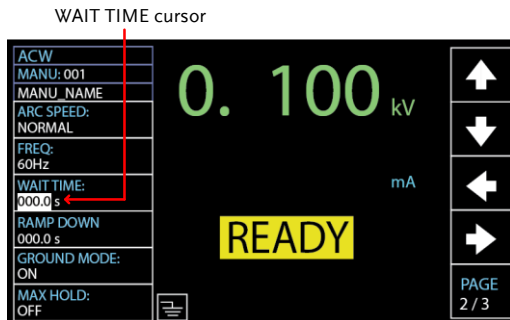 WAIT TIME cursor
ACW
MANU: 001
MANU_NAME
ARC SPEED:
NORMAL
FREQ:
60Hz
WAIT TIME:
000.0 s
RAMP DOWN
000.0 s
GROUND MODE:
ON
MAX HOLD:
OFF
0. 100 kV
mA
READY
PAGE
2 / 3